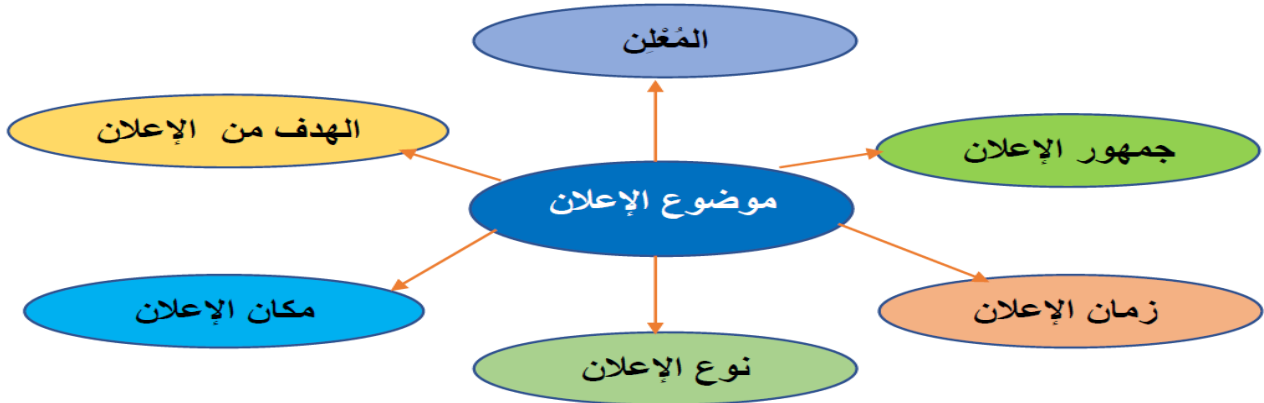 المُعْلِن
جمهور الإعلان
الهدف من الإعلان
موضوع الإعلان
زمان الإعلان
مكان الإعلان
نوع الإعلان